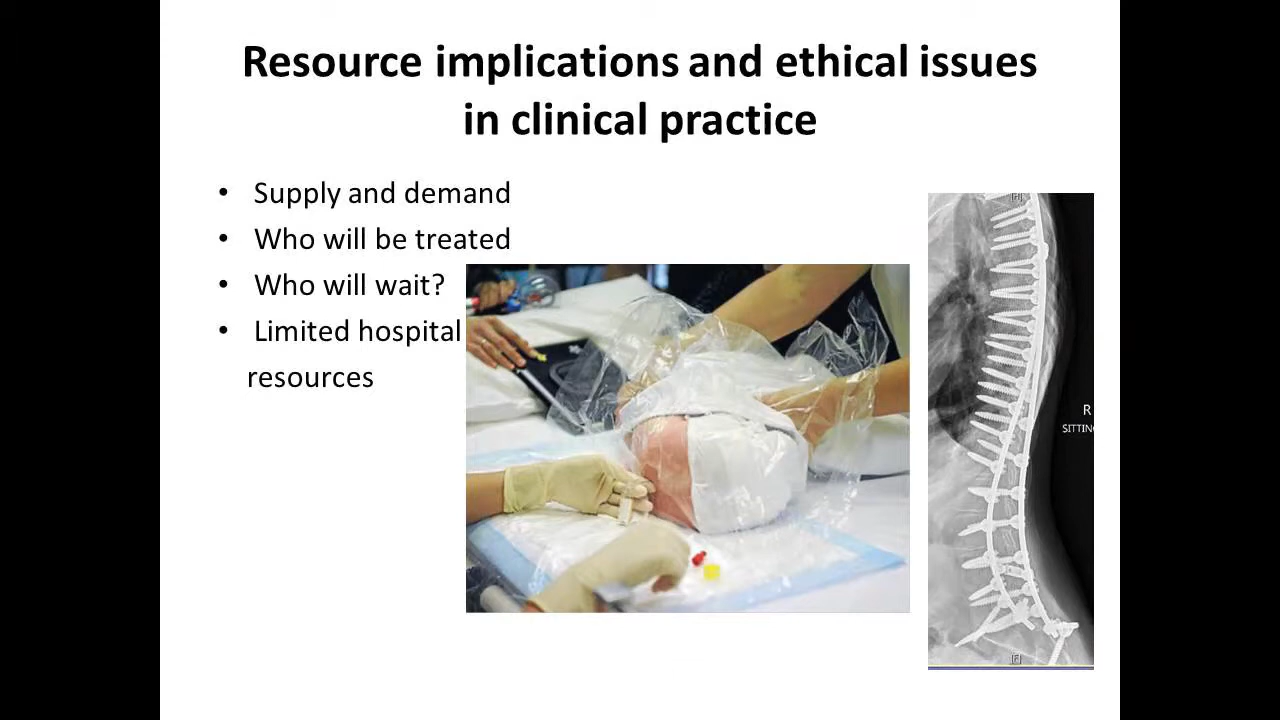 Resource implications and ethical issues
in clinical practice
• Supply and demand
• Who will be treated
• Who will wait?
• Limited hospital
resources
[H]
R
SITTING
[F]